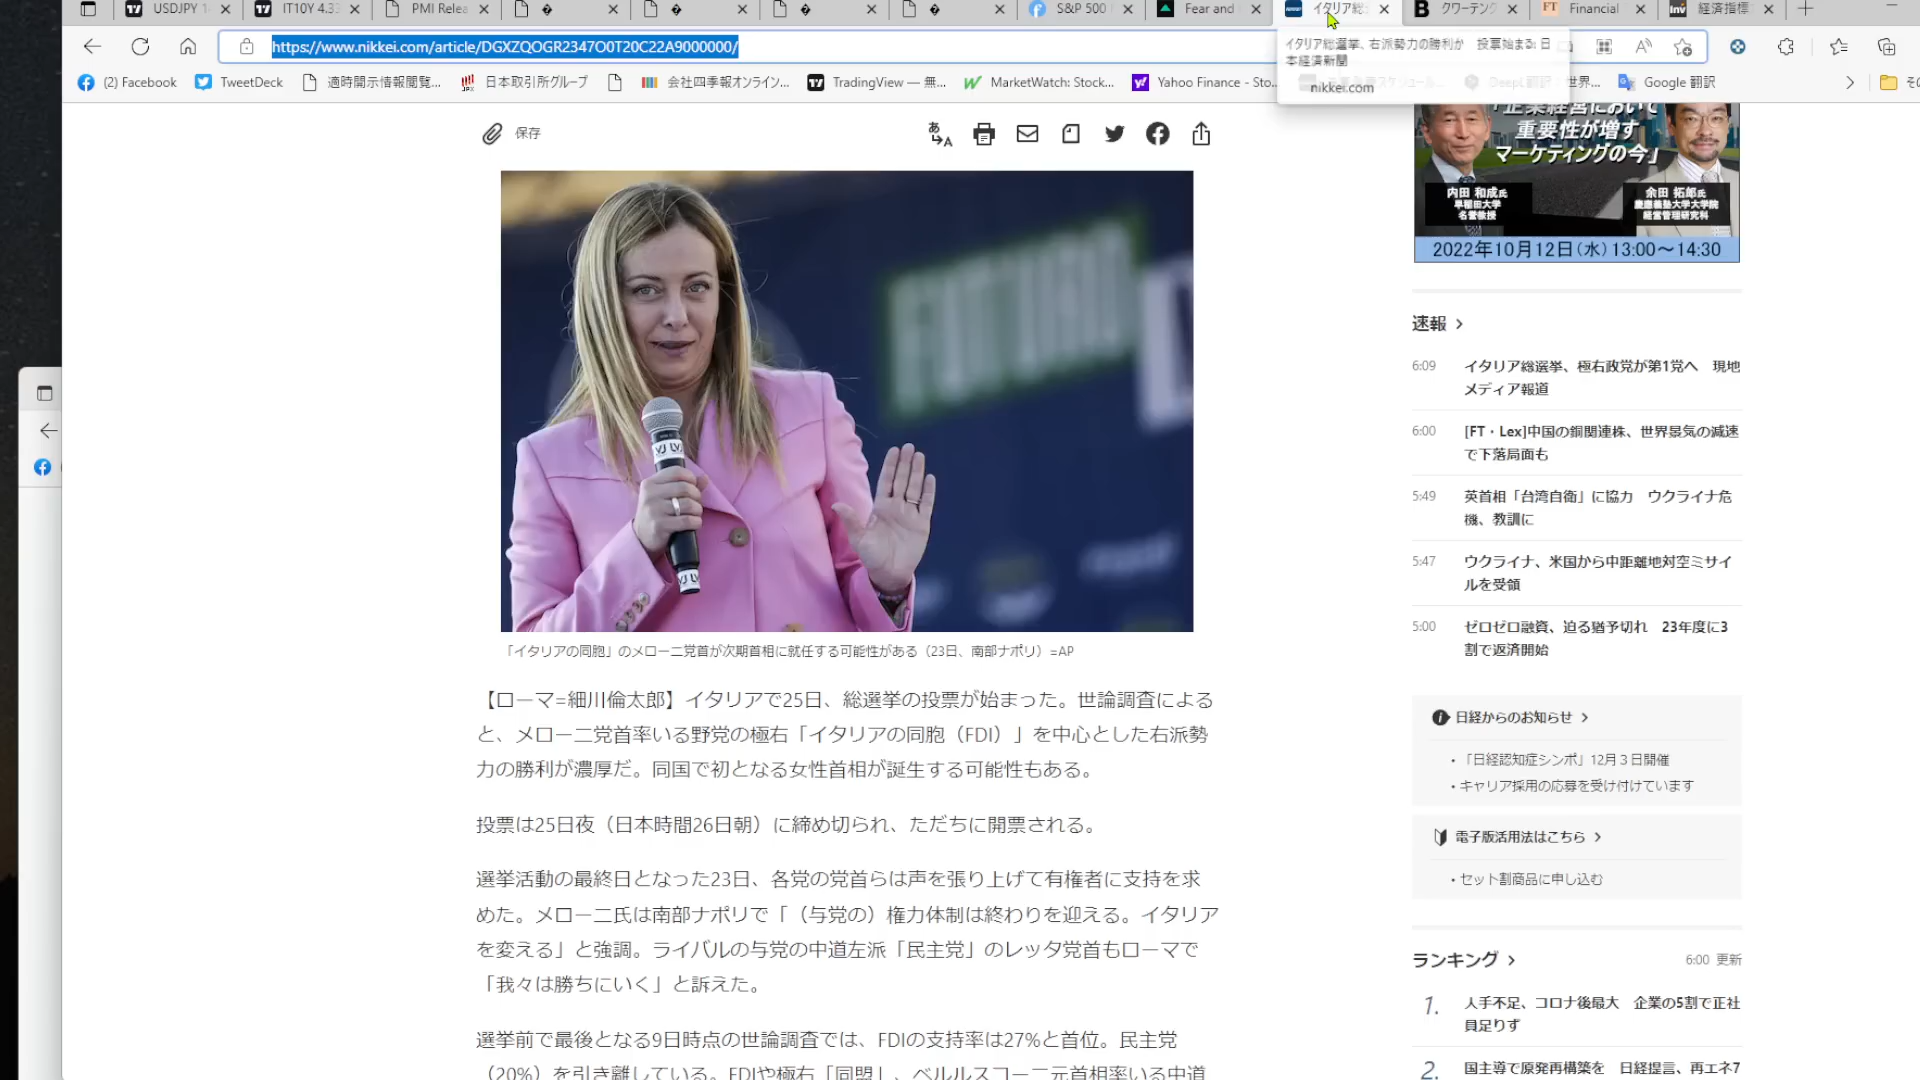 USDJPY 1
IT10Y 4.33
PMI Relea
S&P 500
Fear and
イタリア総
クワーテング
FT
Financial
Inv
経済指標
https://www.nikkei.com/article/DGXZQOGR2347O0T20C22A9000000/
イタリア総選挙、右派勢力の勝利が 投票始まる: 日
本経済新聞
nikkei.com
(2) Facebook
TweetDeck
適時開示情報閲覧...
日本取引所グループ
会社四季報オンライン...
TradingView — 無...
MarketWatch: Stock...
Yahoo Finance - Sto...
Google 翻訳
保存
「企業経営において
重要性が増す
マーケティングの今」
内田 和成氏
早稲田大学
名誉教授
余田 拓郎氏
慶應義塾大学大学院
経営管理研究科
2022年10月12日(水) 13:00〜14:30
FUTURO
「イタリアの同胞」のメローニ党首が次期首相に就任する可能性がある（23日、南部ナポリ）=AP
【ローマ=細川倫太郎】イタリアで25日、総選挙の投票が始まった。世論調査による
と、メローニ党首率いる野党の極右「イタリアの同胞（FDI）」を中心とした右派勢
力の勝利が濃厚だ。同国で初となる女性首相が誕生する可能性もある。
投票は25日夜（日本時間26日朝）に締め切られ、ただちに開票される。
選挙活動の最終日となった23日、各党の党首らは声を張り上げて有権者に支持を求
めた。メローニ氏は南部ナポリで「（与党の）権力体制は終わりを迎える。イタリア
を変える」と強調。ライバルの与党の中道左派「民主党」のレッタ党首もローマで
「我々は勝ちにいく」と訴えた。
選挙前で最後となる9日時点の世論調査では、FDIの支持率は27%と首位。民主党
（20%）を引き離している。FDIや極右「同盟」、ベルルスコーニ元首相率いる中道
速報
6:09
イタリア総選挙、極右政党が第1党へ 現地
メディア報道
6:00
[FT・Lex]中国の銅関連株、世界景気の減速
で下落局面も
5:49
英首相「台湾自衛」に協力 ウクライナ危
機、教訓に
5:47
ウクライナ、米国から中距離地対空ミサイ
ルを受領
5:00
ゼロゼロ融資、迫る猶予切れ 23年度に3
割で返済開始
日経からのお知らせ
・「日経認知症シンポ」12月３日開催
・キャリア採用の応募を受け付けています
電子版活用法はこちら
・セット割商品に申し込む
ランキング
6:00 更新
1.
人手不足、コロナ後最大 企業の5割で正社
員足りず
2.
国主導で原発再構築を 日経提言、再エネ7